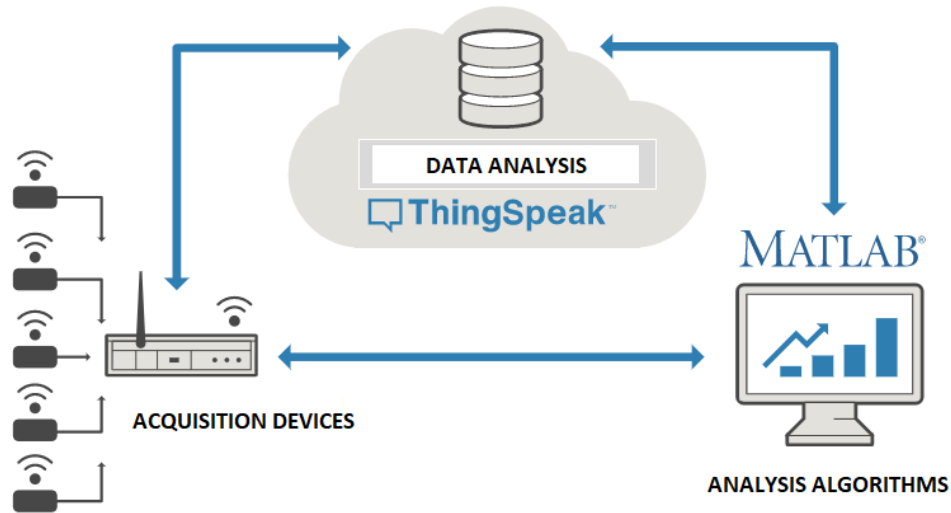 DATA ANALYSIS
ThingSpeak™
MATLAB®
ACQUISITION DEVICES
ANALYSIS ALGORITHMS